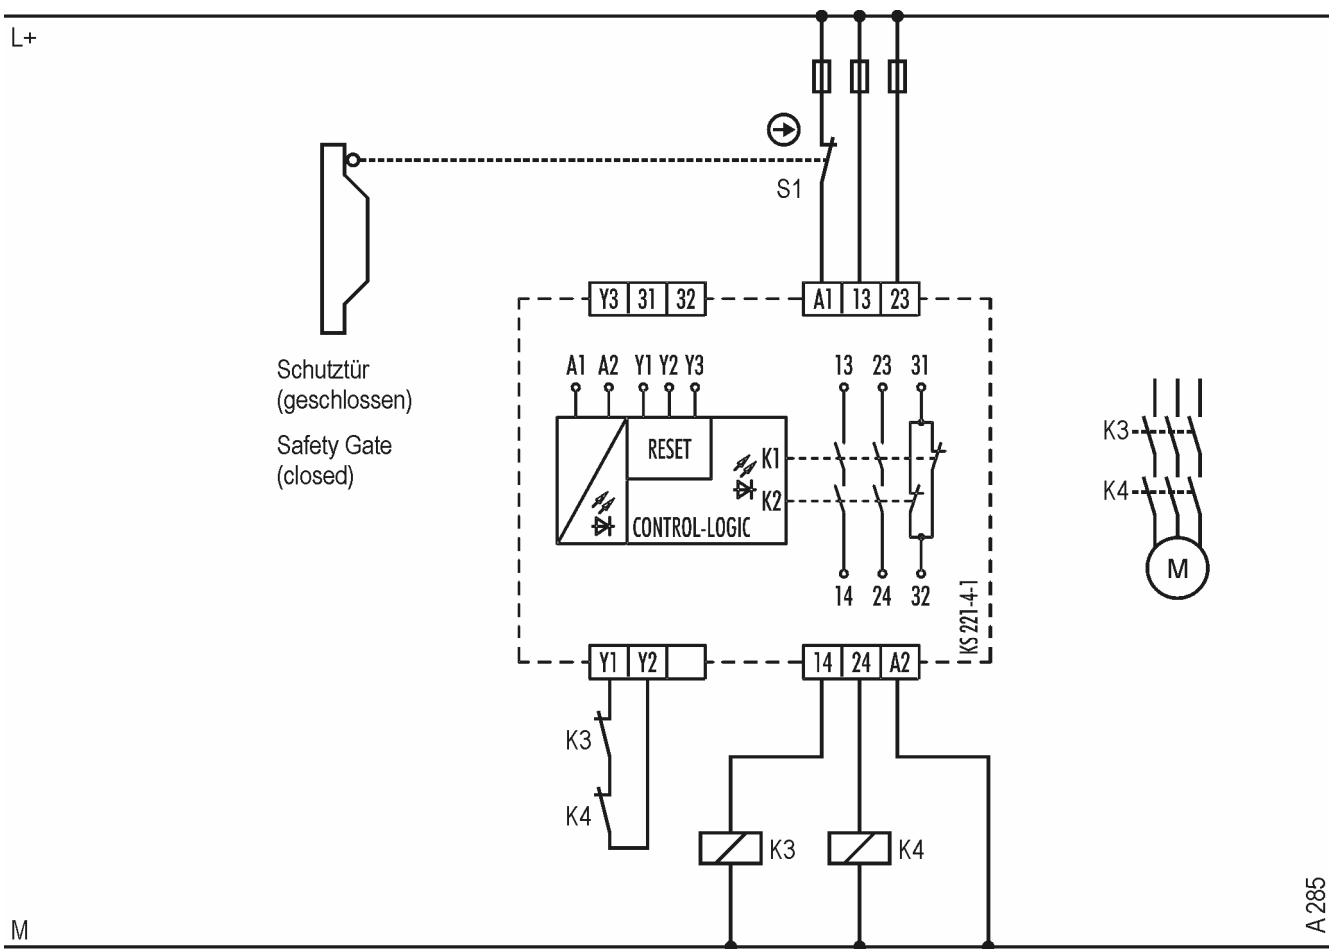 L+
S1
Y3 31 32
A1 13 23
Schutztür
(geschlossen)
Safety Gate
(closed)
A1 A2 Y1 Y2 Y3
13 23 31
RESET
K1
K2
CONTROL-LOGIC
14 24 32
KS 221-4-1
K3
K4
M
Y1 Y2
14 24 A2
K3
K4
K3
K4
M
A 285